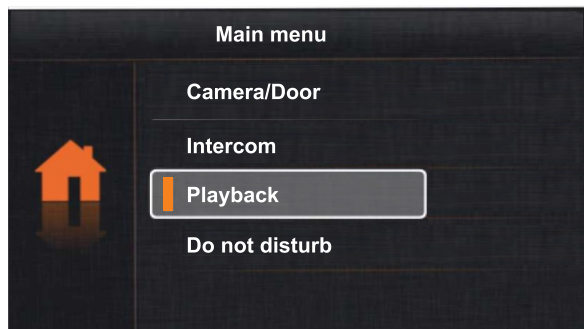 Main menu
Camera/Door
Intercom
Playback
Do not disturb